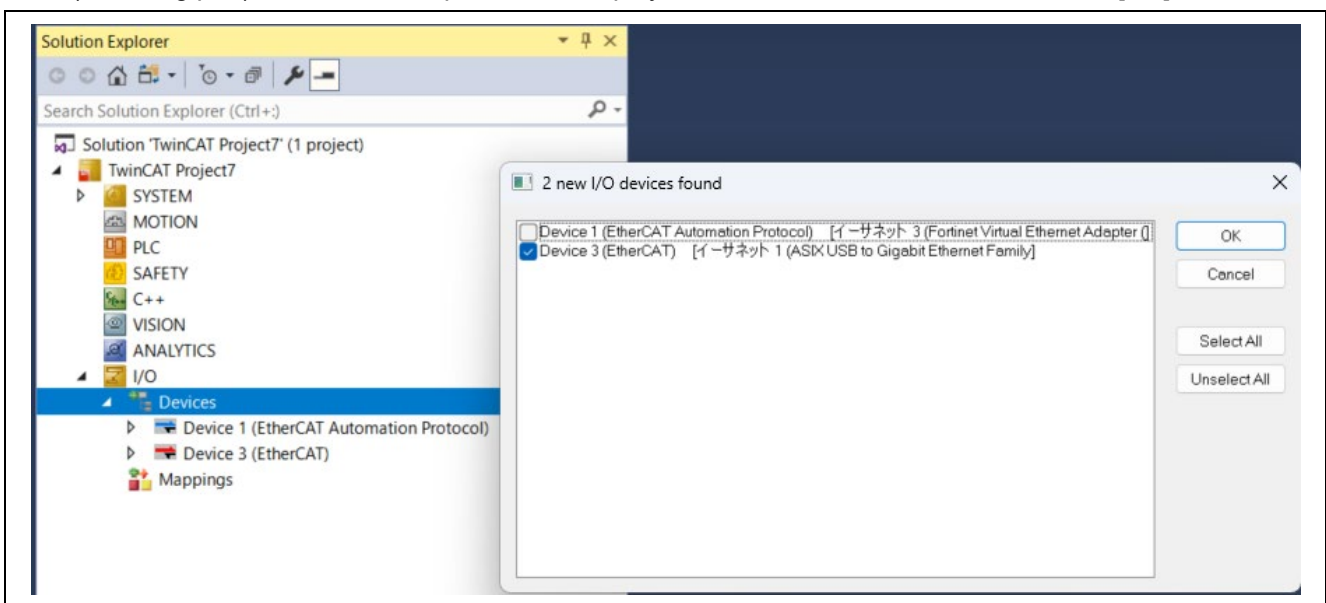 Solution Explorer
Search Solution Explorer (Ctrl+:)
Solution 'TwinCAT Project7' (1 project)
TwinCAT Project7
SYSTEM
MOTION
PLC
SAFETY
C++
VISION
ANALYTICS
I/O
Devices
Device 1 (EtherCAT Automation Protocol)
Device 3 (EtherCAT)
Mappings
2 new I/O devices found
Device 1 (EtherCAT Automation Protocol) [イーサネット 3 (Fortinet Virtual Ethernet Adapter (]
Device 3 (EtherCAT) [イーサネット 1 (ASIX USB to Gigabit Ethernet Family]
OK
Cancel
Select All
Unselect All